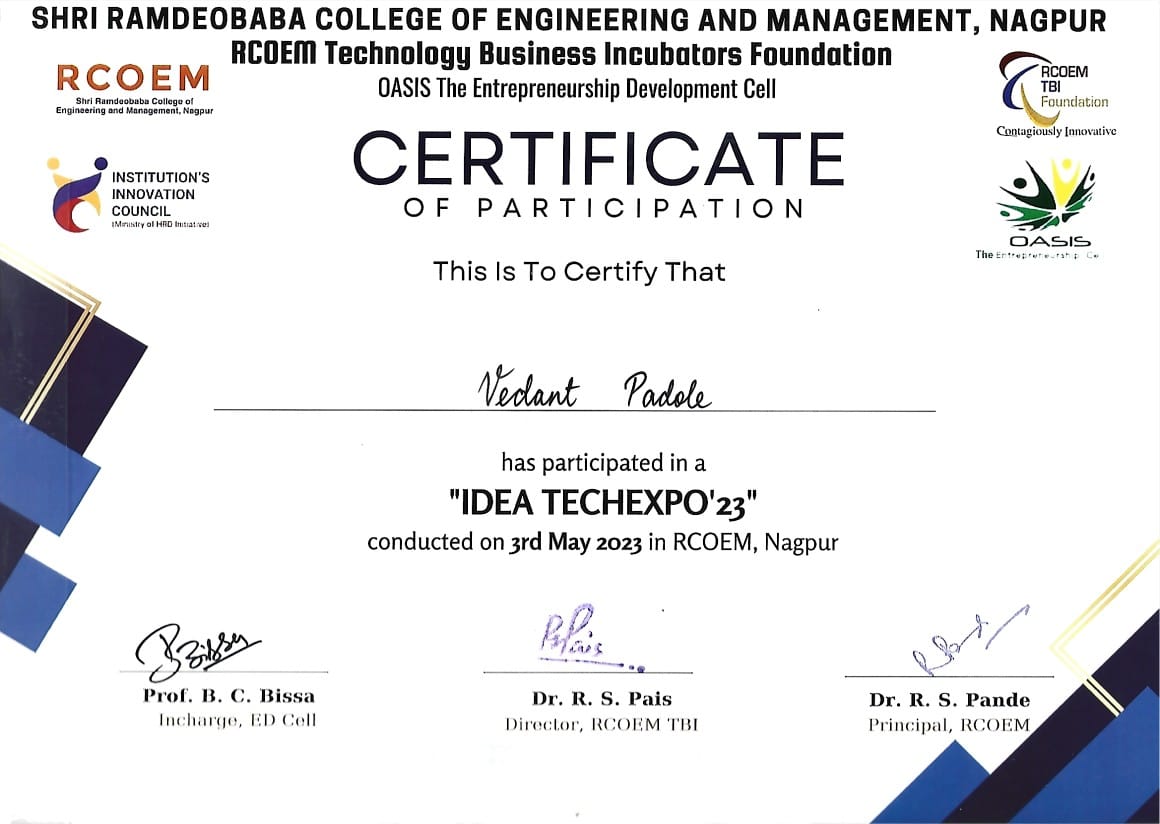 SHRI RAMDEOBABA COLLEGE OF ENGINEERING AND MANAGEMENT, NAGPUR
RCOEM Technology Business Incubators Foundation
OASIS The Entrepreneurship Development Cell
RCOEM
Shri Ramdeobaba College of
Engineering and Management, Nagpur
RCOEM
TBI
Foundation
Contagiously Innovative
INSTITUTION'S
INNOVATION
COUNCIL
(Ministry of HRD Initiative)
OASIS
The Entrepreneurship Ce
CERTIFICATE
OF PARTICIPATION
This Is To Certify That
Vedant Padole
has participated in a
"IDEA TECHEXPO'23"
conducted on 3rd May 2023 in RCOEM, Nagpur
Prof. B. C. Bissa
Incharge, ED Cell
Dr. R. S. Pais
Director, RCOEM TBI
Dr. R. S. Pande
Principal, RCOEM